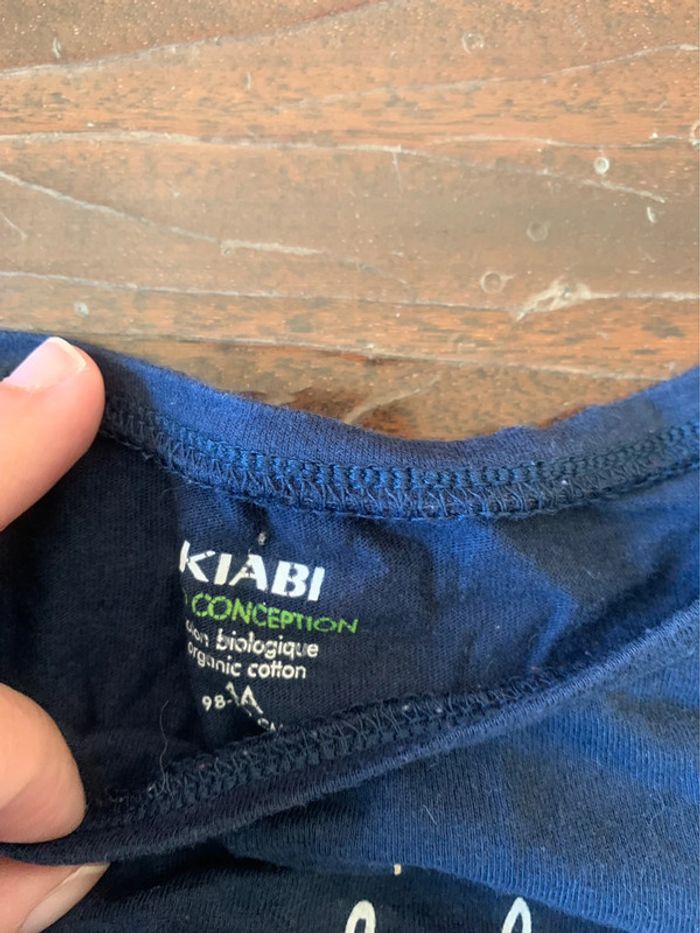 KIABI
CONCEPTION
biologique
organic cotton
98-